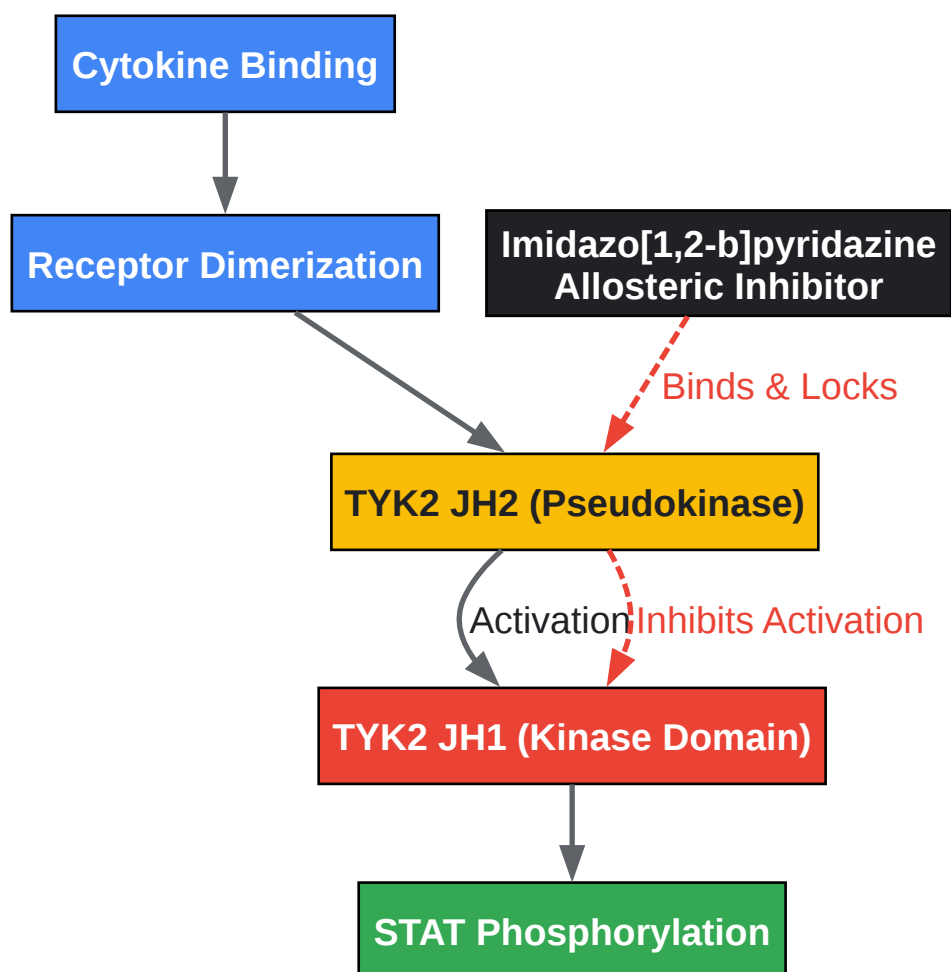 Cytokine Binding
Receptor Dimerization
Imidazo[1,2-b]pyridazine
Allosteric Inhibitor
Binds & Locks
TYK2 JH2 (Pseudokinase)
Activation
Inhibits Activation
TYK2 JH1 (Kinase Domain)
STAT Phosphorylation